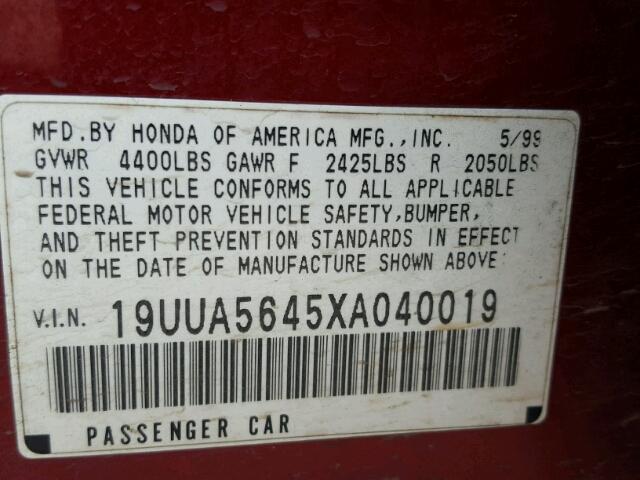 MFD.BY HONDA OF AMERICA MFG.,INC. 5/99
GVWR 4400LBS GAWR F 2425LBS R 2050LBS
THIS VEHICLE CONFORMS TO ALL APPLICABLE
FEDERAL MOTOR VEHICLE SAFETY,BUMPER,
AND THEFT PREVENTION STANDARDS IN EFFECT
ON THE DATE OF MANUFACTURE SHOWN ABOVE:
V.I.N. 19UUA5645XA040019
PASSENGER CAR